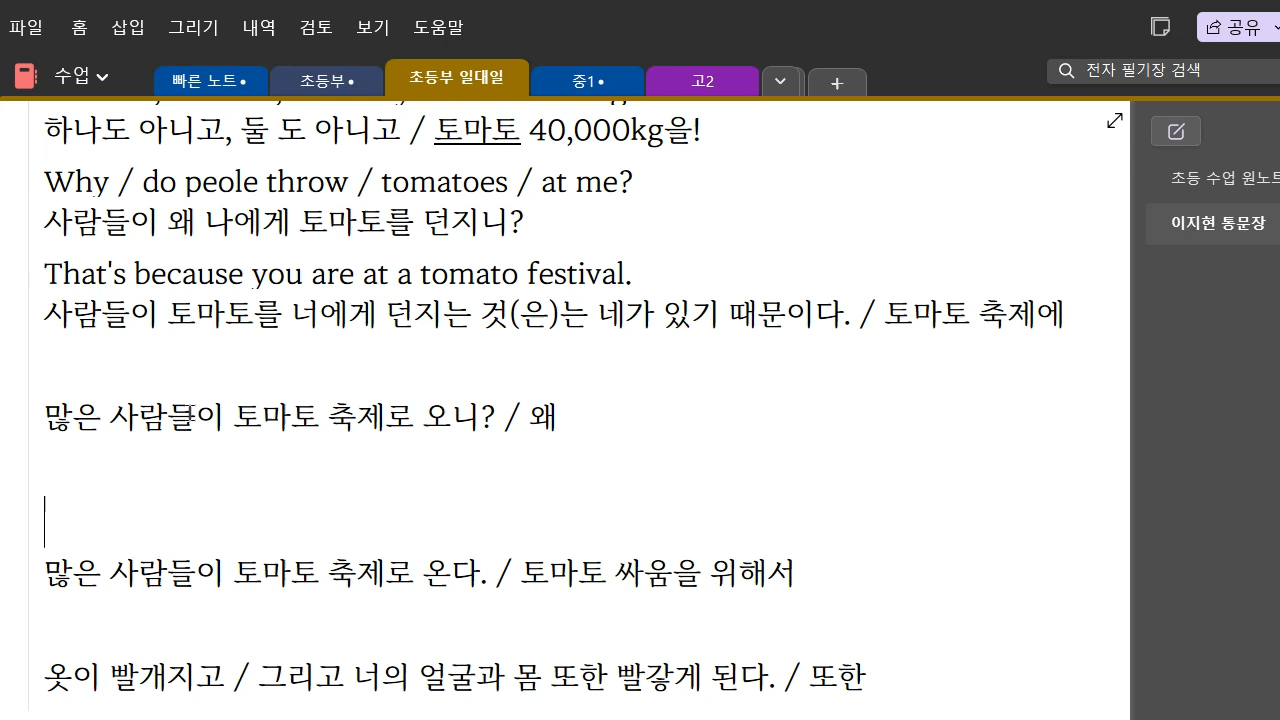 파일 홈 삽입 그리기 내역 검토 보기 도움말 공유
수업 빠른 노트• 초등부• 초등부 일대일 중1• 고2 + 전자 필기장 검색
하나도 아니고, 둘 도 아니고 / 토마토 40,000kg을!
초등 수업 원노트
Why / do peole throw / tomatoes / at me?
사람들이 왜 나에게 토마토를 던지니?
이지현 통문장
That's because you are at a tomato festival.
사람들이 토마토를 너에게 던지는 것(은)는 네가 있기 때문이다. / 토마토 축제에
많은 사람들이 토마토 축제로 오니? / 왜
많은 사람들이 토마토 축제로 온다. / 토마토 싸움을 위해서
옷이 빨개지고 / 그리고 너의 얼굴과 몸 또한 빨갛게 된다. / 또한